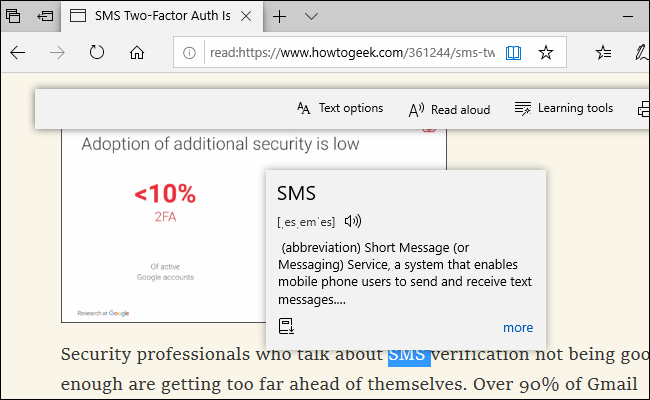 SMS Two-Factor Auth Is
read:https://www.howtogeek.com/361244/sms-tw
Text options
Read aloud
Learning tools
Adoption of additional security is low
<10%
2FA
Of active
Google accounts
Research at Google
SMS
[ˌesˌemˈes]
(abbreviation) Short Message (or
Messaging) Service, a system that enables
mobile phone users to send and receive text
messages....
more
Security professionals who talk about SMS verification not being goo
enough are getting too far ahead of themselves. Over 90% of Gmail